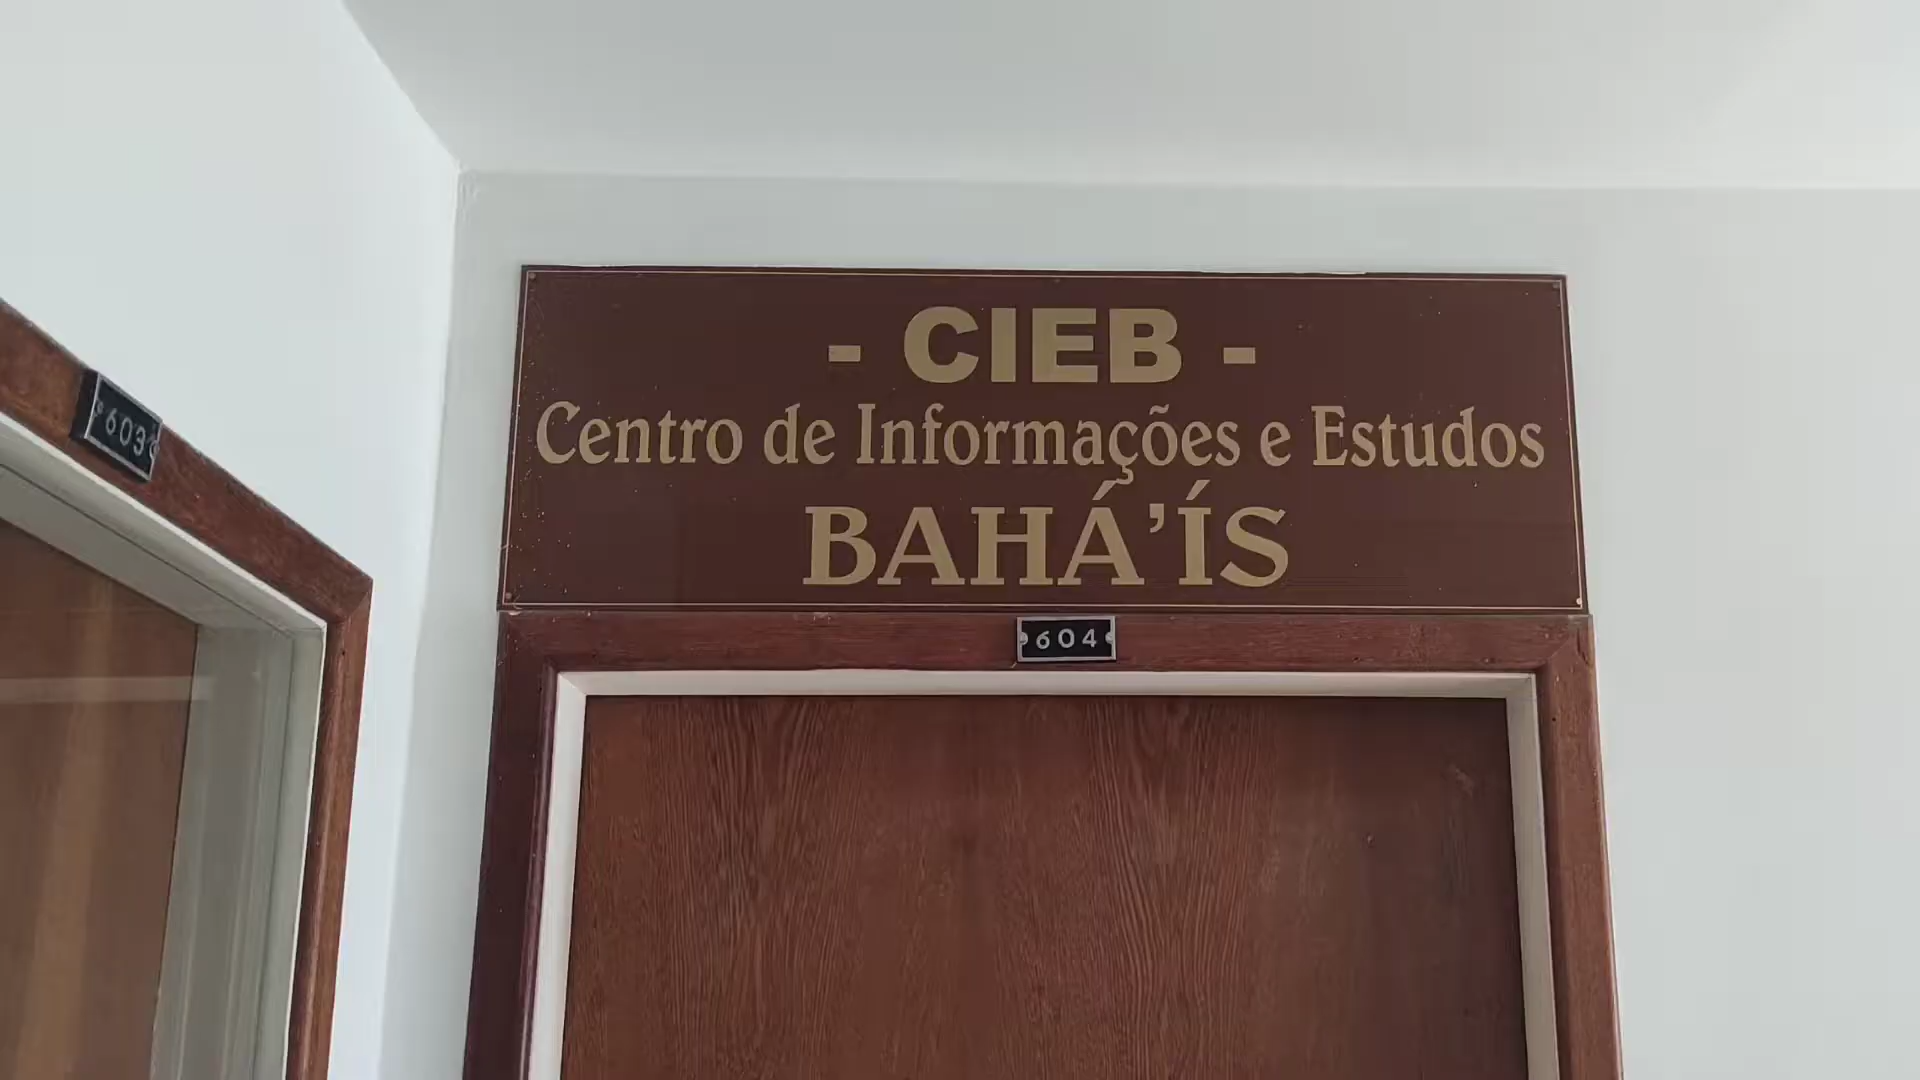 603
- CIEB -
Centro de Informações e Estudos
BAHÁ'ÍS
604